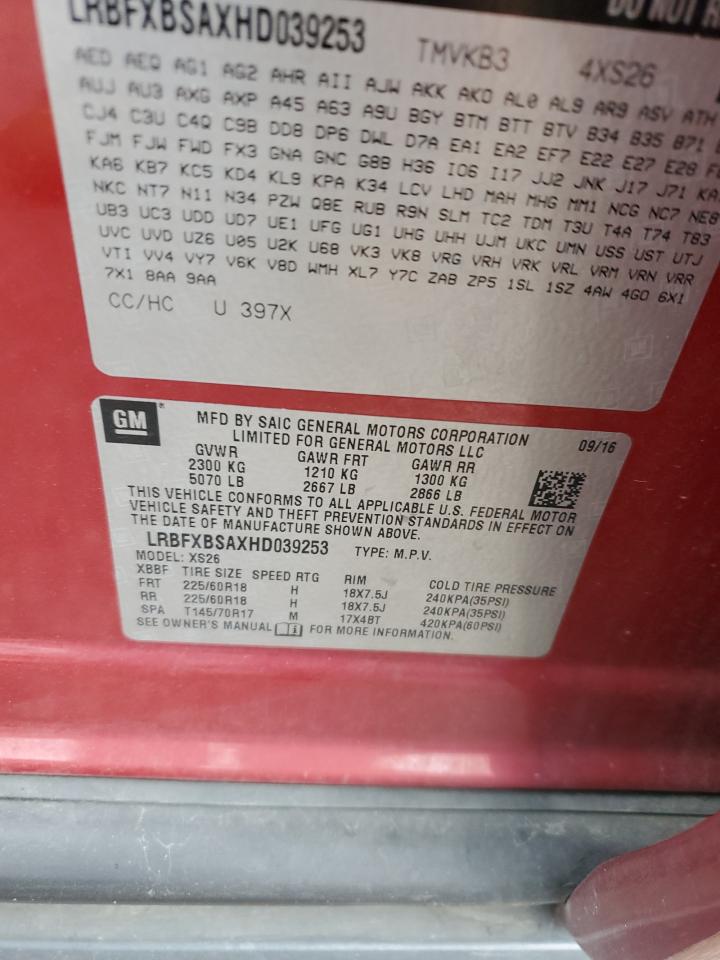 DO NOT R
LRBFXBSAXHD039253 TMVKB3 4XS26
AED AEQ AG1 AG2 AHR AII AJW AKK AKO AL0 AL9 AR9 ASV ATH
AUJ AU3 AXG AXP A45 A63 A9U BGY BTM BTT BTV B34 B35 B71
CJ4 C3U C4Q C9B DD8 DP6 DWL D7A EA1 EA2 EF7 E22 E27 E28
FJM FJW FWD FX3 GNA GNC G8B H36 IO6 I17 JJ2 JNK J17 J71 KA
KA6 KB7 KC5 KD4 KL9 KPA K34 LCV LHD MAH MHG MM1 NCG NC7 NE8
NKC NT7 N11 N34 PZW Q8E RUB R9N SLM TC2 TDM T3U T4A T74 T83
UB3 UC3 UDD UD7 UE1 UFG UG1 UHG UHH UJM UKC UMN USS UST UTJ
UVC UVD UZ6 U05 U2K U68 VK3 VK8 VRG VRH VRK VRL VRM VRN VRR
VTI VV4 VY7 V6K V8D WMH XL7 Y7C ZAB ZP5 1SL 1SZ 4AW 4GO 6X1
7X1 8AA 9AA
CC/HC U 397X
GM
MFD BY SAIC GENERAL MOTORS CORPORATION 09/16
LIMITED FOR GENERAL MOTORS LLC
GVWR GAWR FRT GAWR RR
2300 KG 1210 KG 1300 KG
5070 LB 2667 LB 2866 LB
THIS VEHICLE CONFORMS TO ALL APPLICABLE U.S. FEDERAL MOTOR
VEHICLE SAFETY AND THEFT PREVENTION STANDARDS IN EFFECT ON
THE DATE OF MANUFACTURE SHOWN ABOVE.
LRBFXBSAXHD039253 TYPE: M.P.V.
MODEL: XS26
XBBF TIRE SIZE SPEED RTG RIM COLD TIRE PRESSURE
FRT 225/60R18 H 18X7.5J 240KPA(35PSI)
RR 225/60R18 H 18X7.5J 240KPA(35PSI)
SPA T145/70R17 M 17X4BT 420KPA(60PSI)
SEE OWNER'S MANUAL FOR MORE INFORMATION.